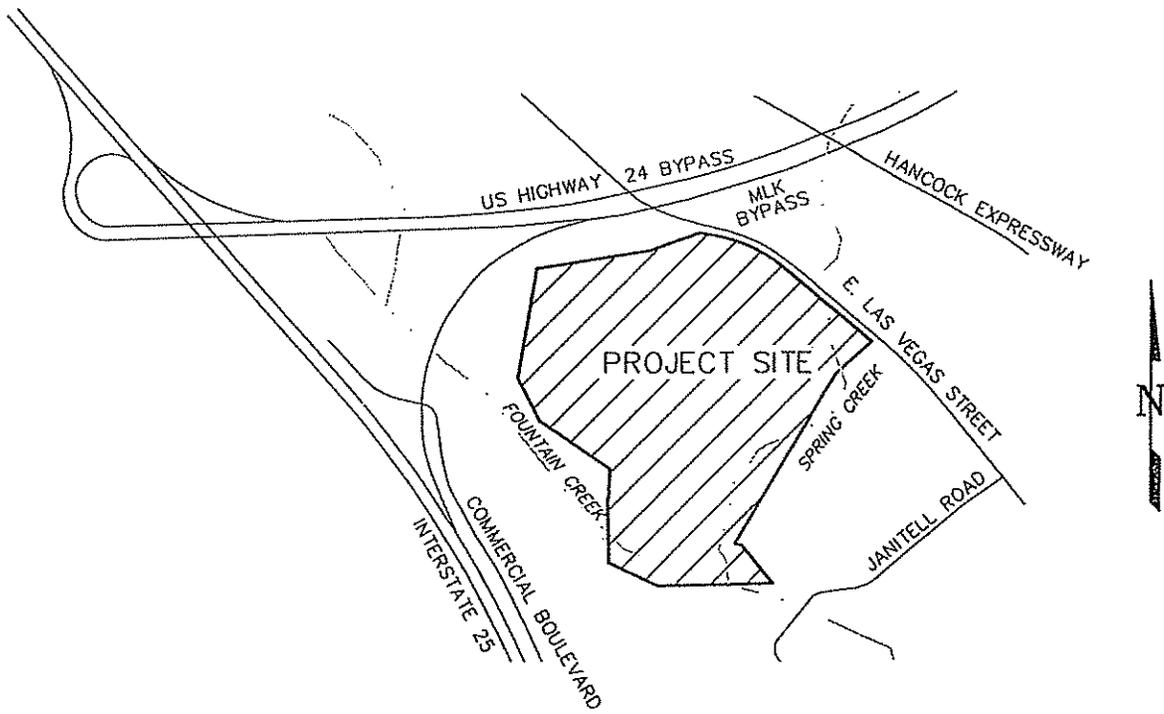 US HIGHWAY 24 BYPASS
MLK
BYPASS
HANCOCK EXPRESSWAY
E. LAS VEGAS STREET
PROJECT SITE
N
FOUNTAIN CREEK
SPRING CREEK
JANITELL ROAD
COMMERCIAL BOULEVARD
INTERSTATE 25